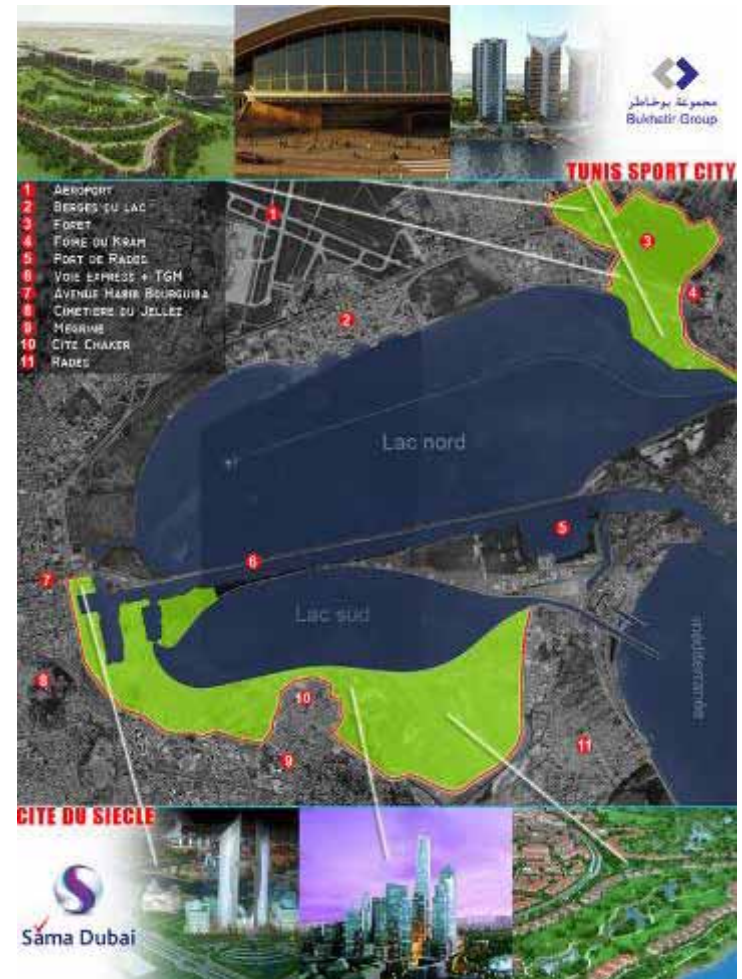 مجموعة بوخاطر
Bukhatir Group
TUNIS SPORT CITY
1 AEROPORT
2 BERGES DU LAC
3 FORET
4 FOIRE DU KRAM
5 PORT DE RADES
6 VOIE EXPRESS + TGM
7 AVENUE HABIB BOURGUIBA
8 CIMETIERE DU JELLEZ
9 MEGRINE
10 CITE CHAKER
11 RADES
1
3
4
2
Lac nord
5
6
7
Lac sud
méditerranée
8
10
9
11
CITE DU SIECLE
Sama Dubai